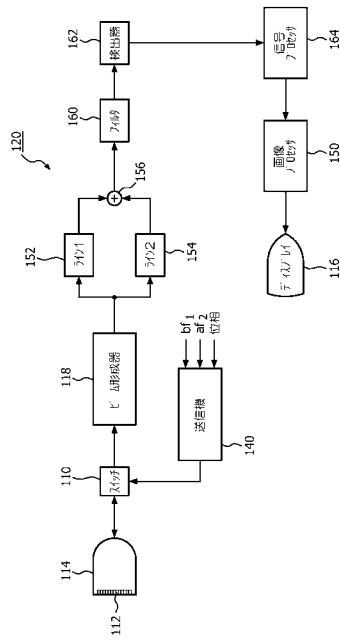 120
112
114
110
スイッチ
118
ビーム形成器
140
送信機
bf 1
af 2
位相
152
ライン1
154
ライン2
156
160
フィルタ
162
検出器
164
信号プロセッサ
150
画像プロセッサ
116
ディスプレイ